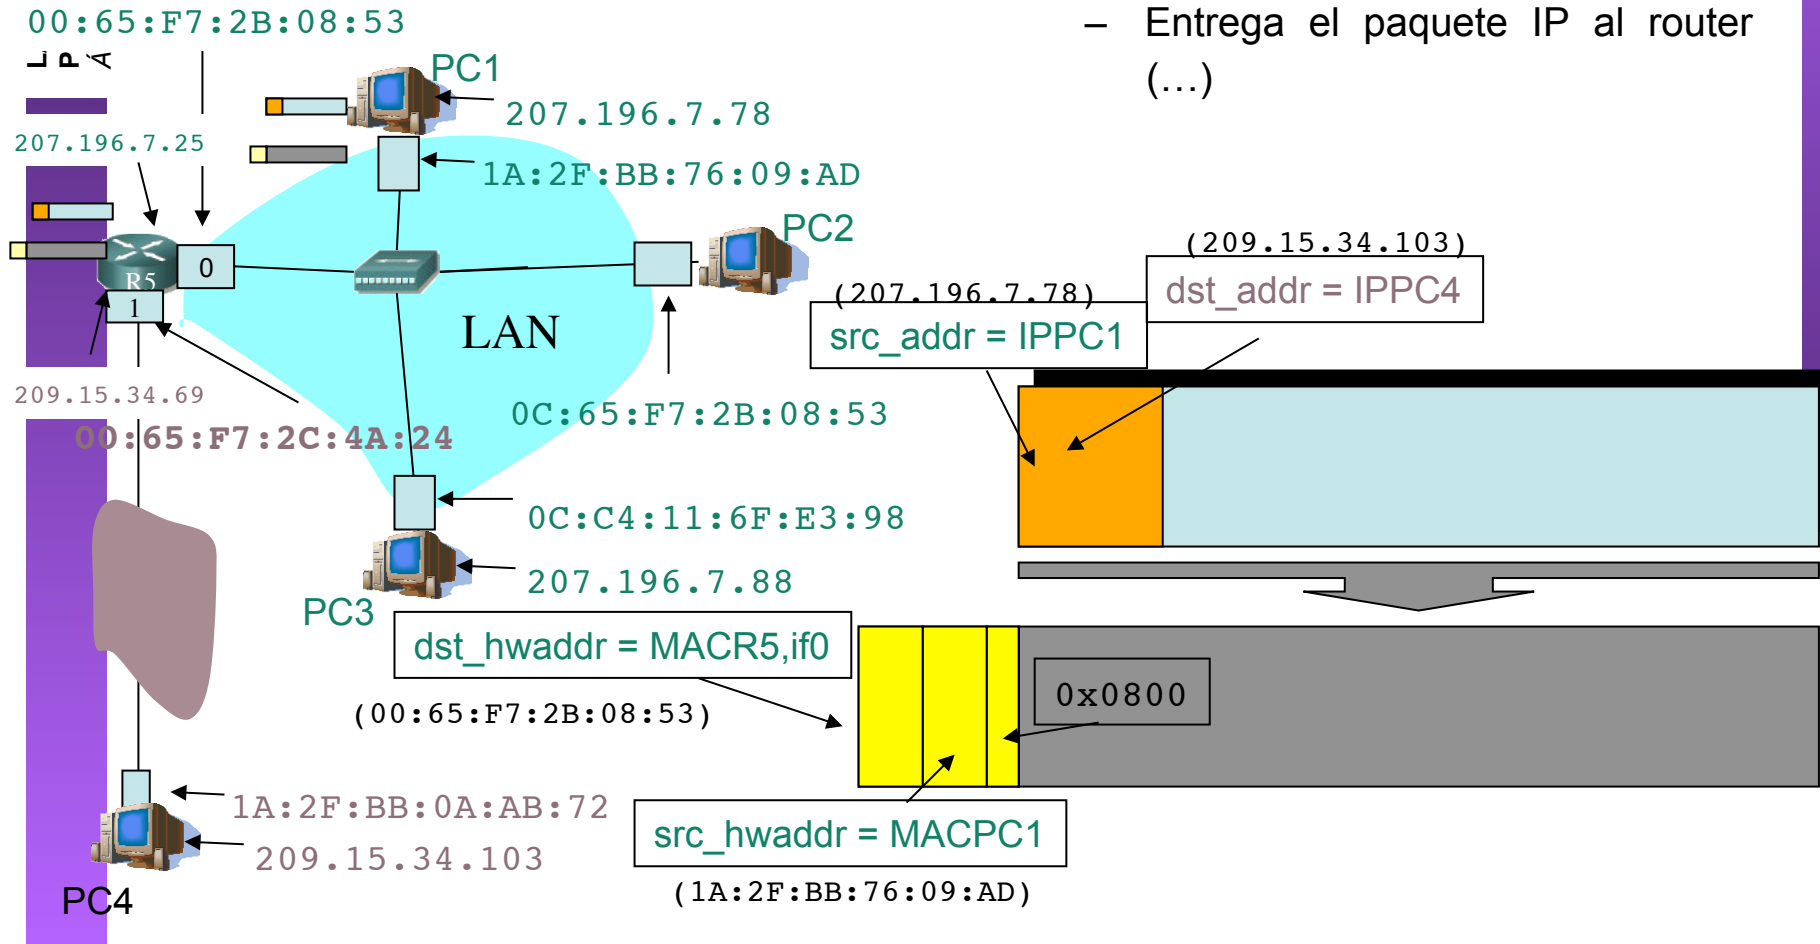 00:65:F7:2B:08:53
– Entrega el paquete IP al router
(...)
PC1
207.196.7.78
207.196.7.25
1A:2F:BB:76:09:AD
PC2
(209.15.34.103)
dst_addr = IPPC4
(207.196.7.78)
src_addr = IPPC1
0
R5
1
LAN
209.15.34.69
0C:65:F7:2B:08:53
00:65:F7:2C:4A:24
0C:C4:11:6F:E3:98
207.196.7.88
PC3
dst_hwaddr = MACR5,if0
(00:65:F7:2B:08:53)
0x0800
1A:2F:BB:0A:AB:72
209.15.34.103
PC4
src_hwaddr = MACPC1
(1A:2F:BB:76:09:AD)